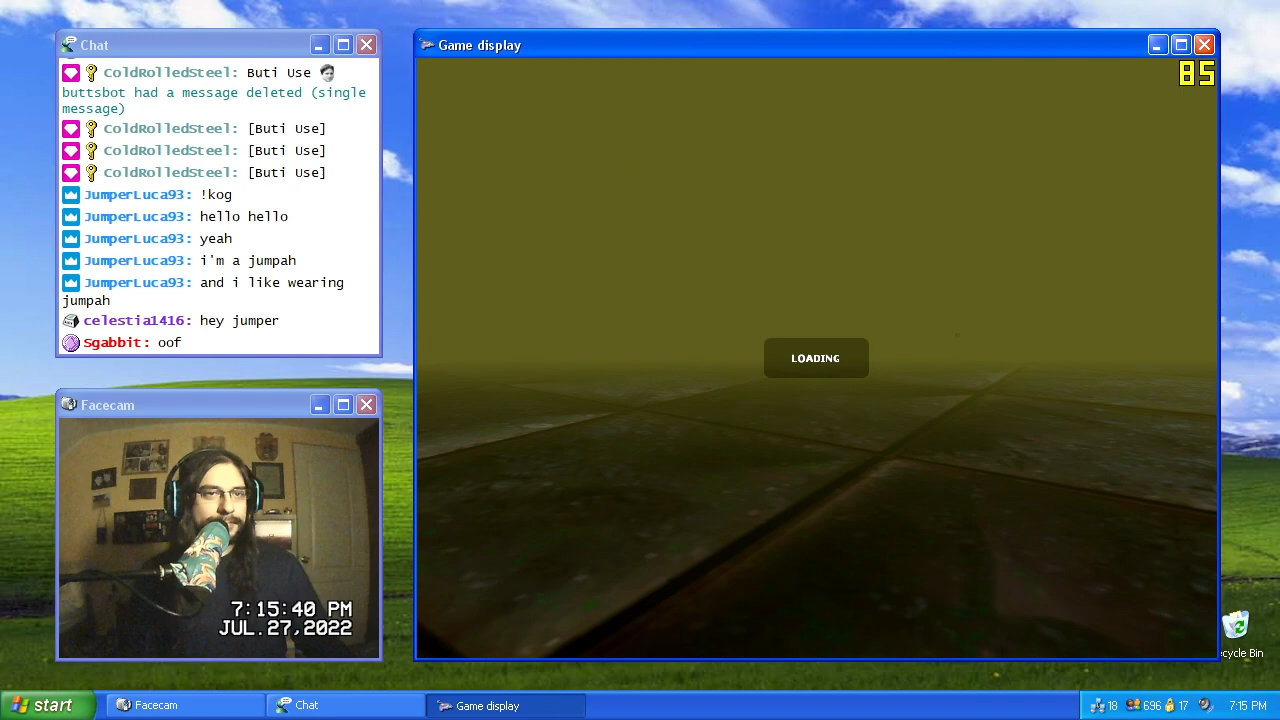 Chat
ColdRolledSteel: Buti Use
buttsbot had a message deleted (single
message)
ColdRolledSteel: [Buti Use]
ColdRolledSteel: [Buti Use]
ColdRolledSteel: [Buti Use]
JumperLuca93: !kog
JumperLuca93: hello hello
JumperLuca93: yeah
JumperLuca93: i'm a jumpah
JumperLuca93: and i like wearing
jumpah
celestia1416: hey jumper
Sgabbit: oof
Facecam
7:15:40 PM
JUL.27,2022
Game display
85
LOADING
ecycle Bin
start
Facecam
Chat
Game display
18
696
17
7:15 PM